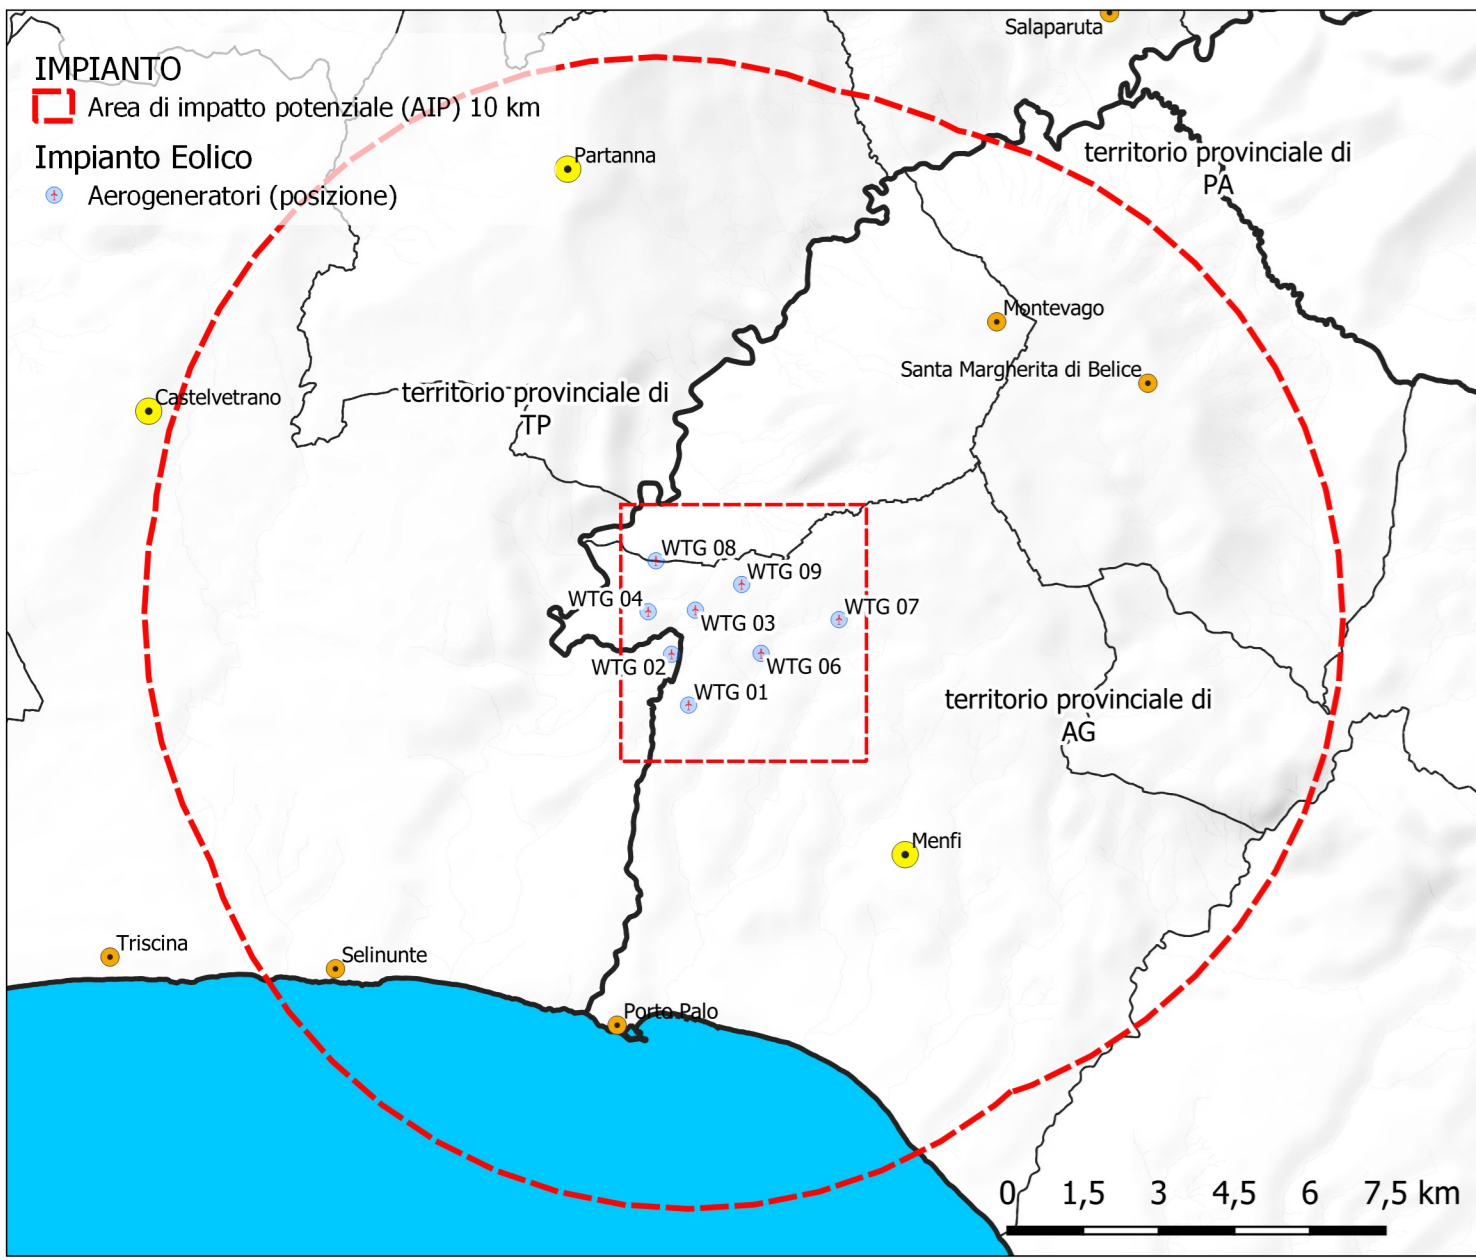 Salaparuta
IMPIANTO
Area di impatto potenziale (AIP) 10 km
Impianto Eolico
Aerogeneratori (posizione)
Partanna
territorio provinciale di
PA
Montevago
Santa Margherita di Belice
Castelvetrano
territorio provinciale di
TP
WTG 08
WTG 09
WTG 04
WTG 03
WTG 07
WTG 02
WTG 06
WTG 01
territorio provinciale di
AG
Menfi
Triscina
Selinunte
Porto Palo
0 1,5 3 4,5 6 7,5 km